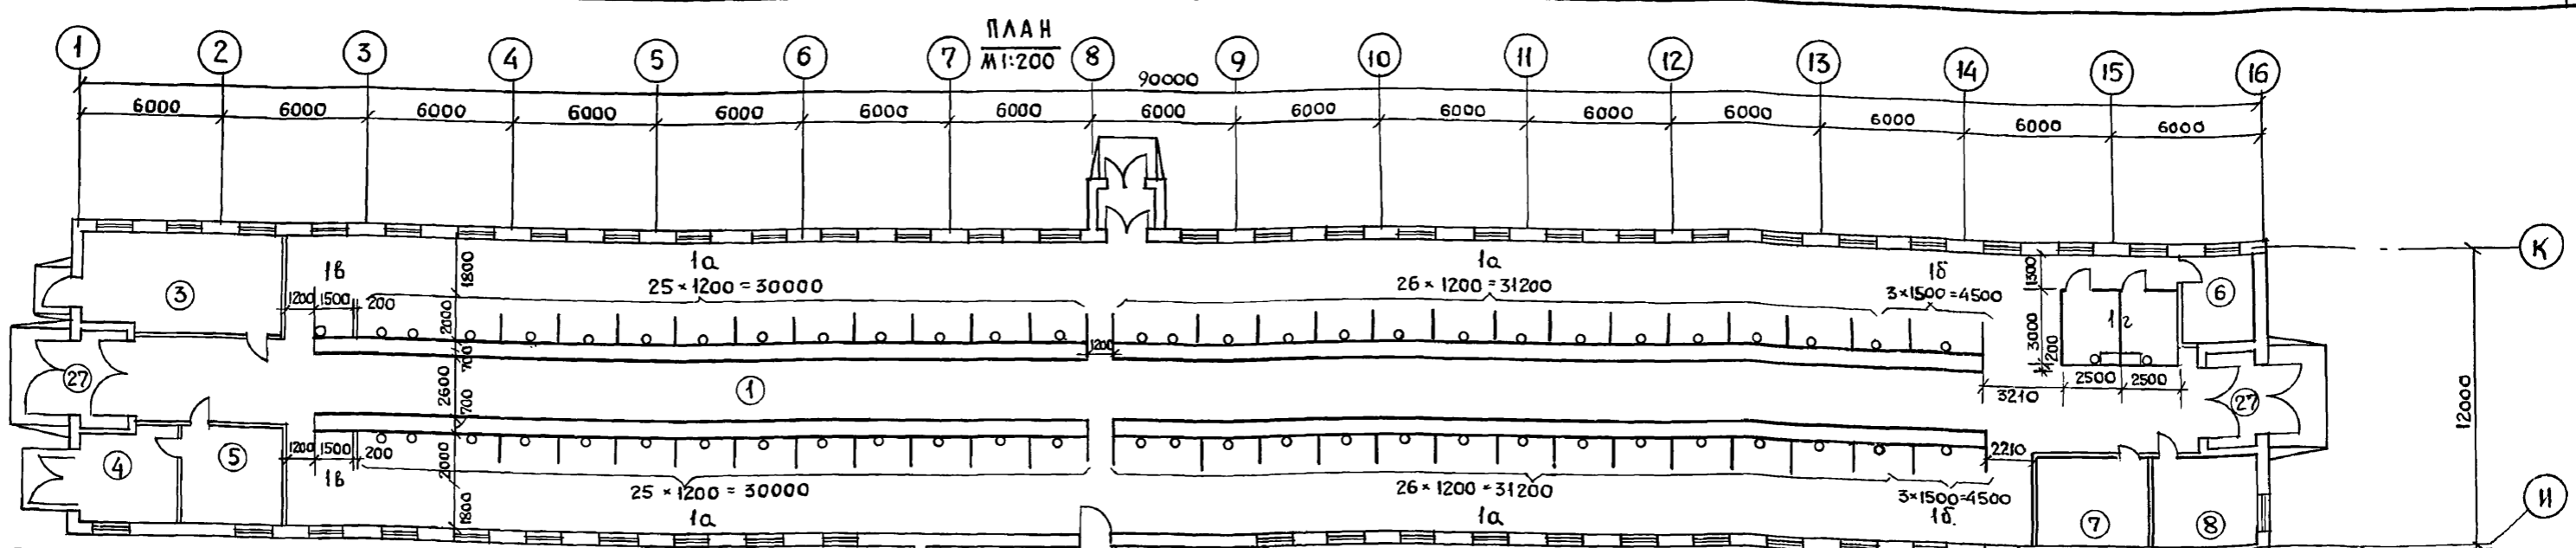 ПЛАН
М 1:200
1 2 3 4 5 6 7 8 9 10 11 12 13 14 15 16
90000
6000 6000 6000 6000 6000 6000 6000 6000 6000 6000 6000 6000 6000 6000 6000
К
1в 1800 1а 1а 1б 1300
25 × 1200 = 30000 26 × 1200 = 31200 3×1500=4500
3 1200 1500 200 2000 6
1г 3000 200
700 1200
27 2600 1 2500 2500
700 3210 27 12000
4 5 1200 1500 200 2000 2210
1в 25 × 1200 = 30000 26 × 1200 = 31200 3×1500=4500 И
1800 1а 1а 1б. 7 8